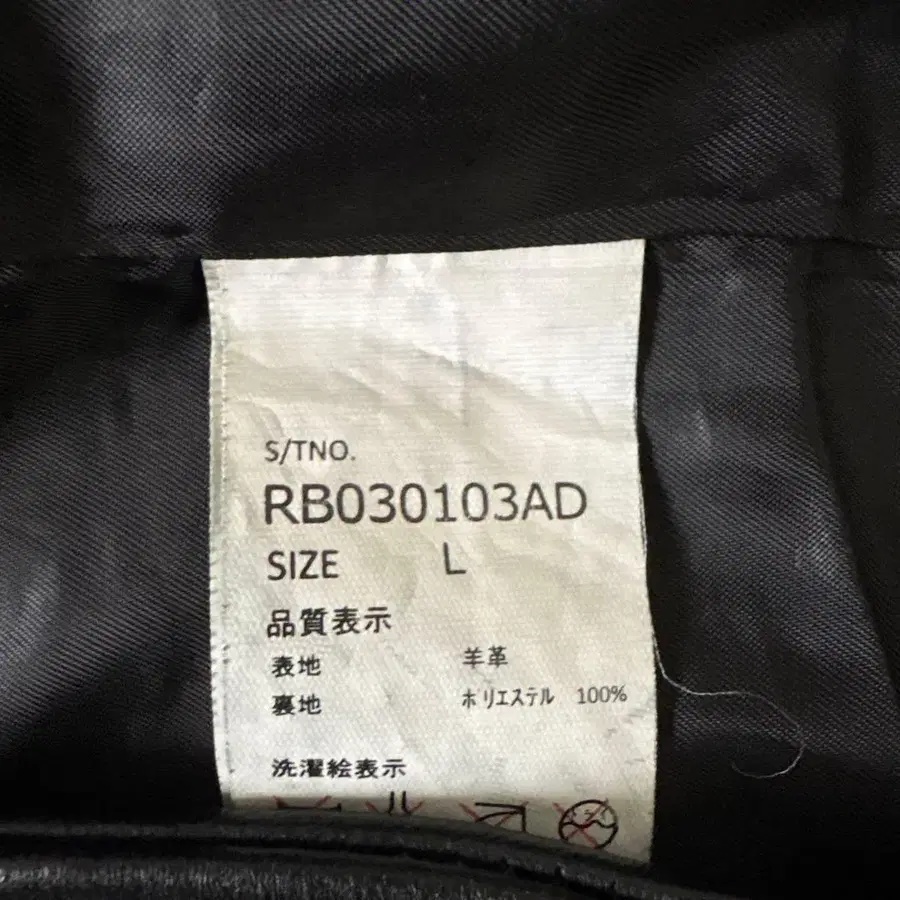 S/TNO.
RB030103AD
SIZE L
品質表示
表地 羊革
裏地 ポリエステル 100%
洗濯絵表示